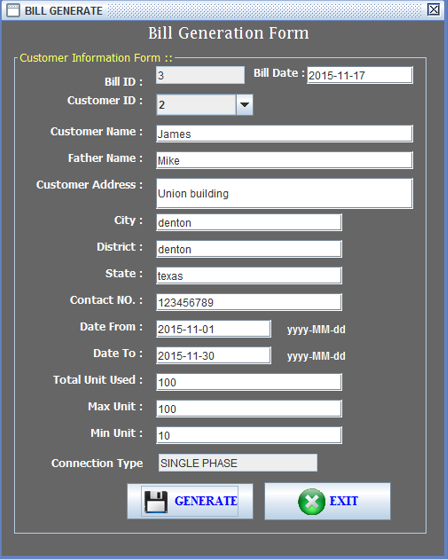 BILL GENERATE
Bill Generation Form
Customer Information Form ::
Bill ID : 3 Bill Date : 2015-11-17
Customer ID : 2
Customer Name : James
Father Name : Mike
Customer Address : Union building
City : denton
District : denton
State : texas
Contact NO. : 123456789
Date From : 2015-11-01 yyyy-MM-dd
Date To : 2015-11-30 yyyy-MM-dd
Total Unit Used : 100
Max Unit : 100
Min Unit : 10
Connection Type SINGLE PHASE
GENERATE EXIT